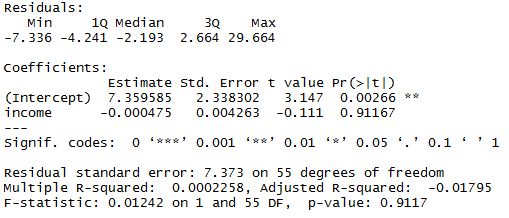 Residuals:
   Min     1Q Median     3Q    Max
-7.336 -4.241 -2.193  2.664 29.664
Coefficients:
             Estimate Std. Error t value Pr(>|t|)
(Intercept)  7.359585   2.338302   3.147  0.00266 **
income      -0.000475   0.004263  -0.111  0.91167
---
Signif. codes:  0 ‘***’ 0.001 ‘**’ 0.01 ‘*’ 0.05 ‘.’ 0.1 ‘ ’ 1
Residual standard error: 7.373 on 55 degrees of freedom
Multiple R-squared:  0.0002258, Adjusted R-squared:  -0.01795
F-statistic: 0.01242 on 1 and 55 DF,  p-value: 0.9117